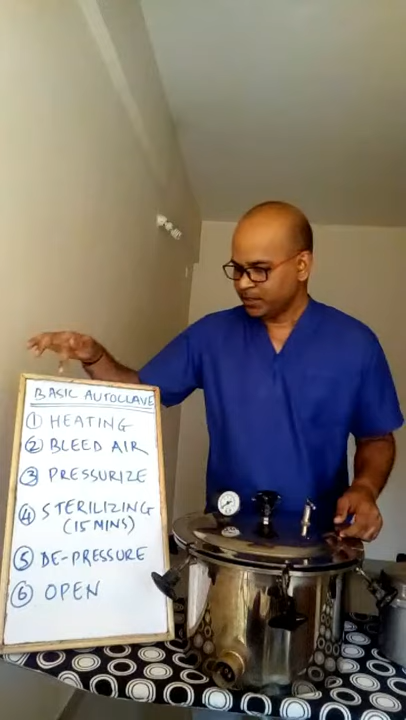 BASIC AUTOCLAVE
① HEATING
② BLEED AIR
③ PRESSURIZE
④ STERILIZING
(15 MINS)
⑤ DE-PRESSURE
⑥ OPEN